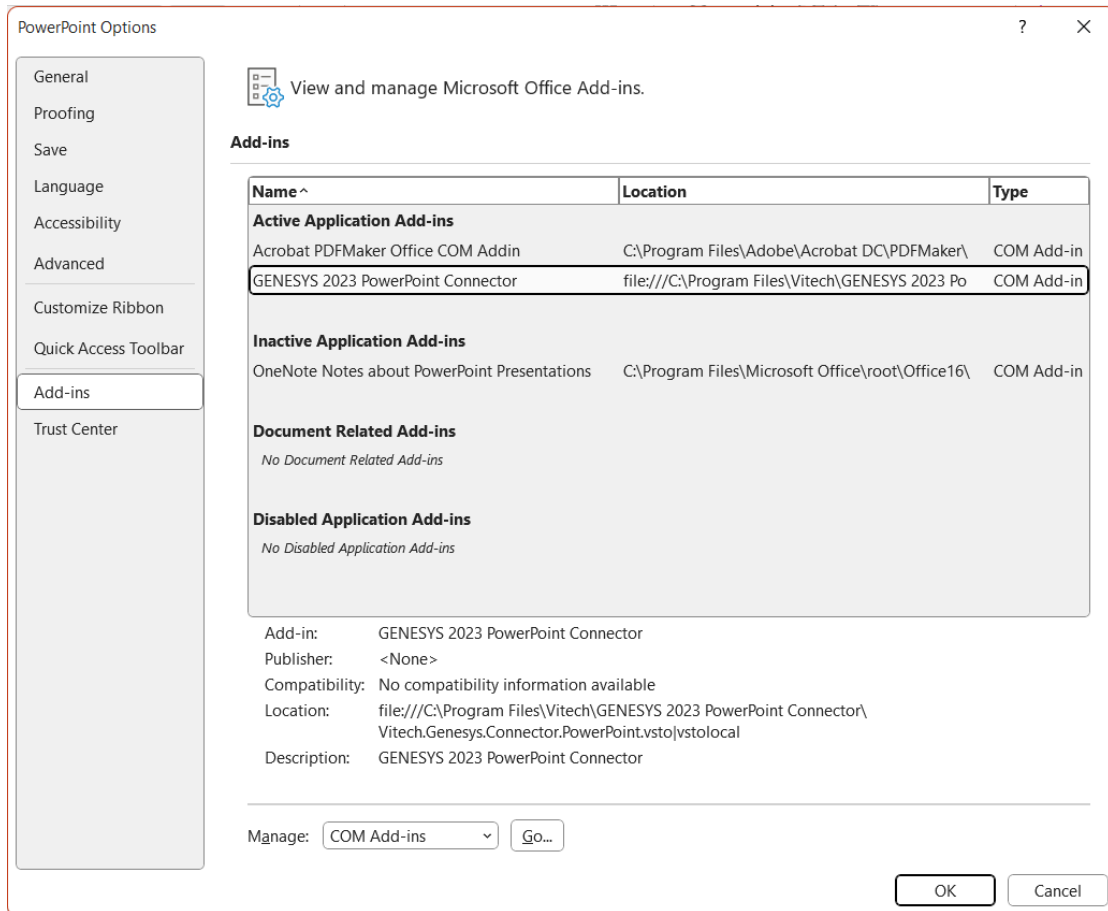 PowerPoint Options
?
General
Proofing
Save
Language
Accessibility
Advanced
Customize Ribbon
Quick Access Toolbar
Add-ins
Trust Center
View and manage Microsoft Office Add-ins.
Add-ins
Name Location Type
Active Application Add-ins
Acrobat PDFMaker Office COM Addin C:\Program Files\Adobe\Acrobat DC\PDFMaker\ COM Add-in
GENESYS 2023 PowerPoint Connector file:///C:\Program Files\Vitech\GENESYS 2023 Po COM Add-in
Inactive Application Add-ins
OneNote Notes about PowerPoint Presentations C:\Program Files\Microsoft Office\root\Office16\ COM Add-in
Document Related Add-ins
No Document Related Add-ins
Disabled Application Add-ins
No Disabled Application Add-ins
Add-in: GENESYS 2023 PowerPoint Connector
Publisher: <None>
Compatibility: No compatibility information available
Location: file:///C:\Program Files\Vitech\GENESYS 2023 PowerPoint Connector\
Vitech.Genesys.Connector.PowerPoint.vsto|vstolocal
Description: GENESYS 2023 PowerPoint Connector
Manage: COM Add-ins Go...
OK Cancel